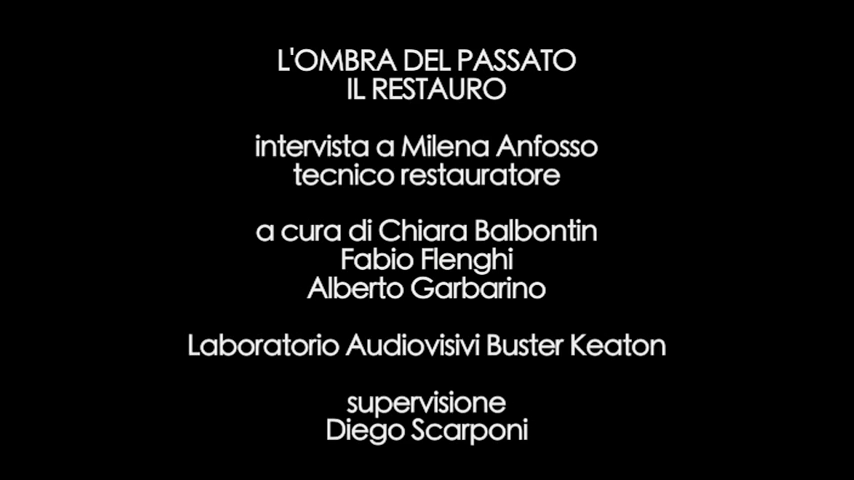 L'OMBRA DEL PASSATO
IL RESTAURO
intervista a Milena Anfosso
tecnico restauratore
a cura di Chiara Balbontin
Fabio Flenghi
Alberto Garbarino
Laboratorio Audiovisivi Buster Keaton
supervisione
Diego Scarponi